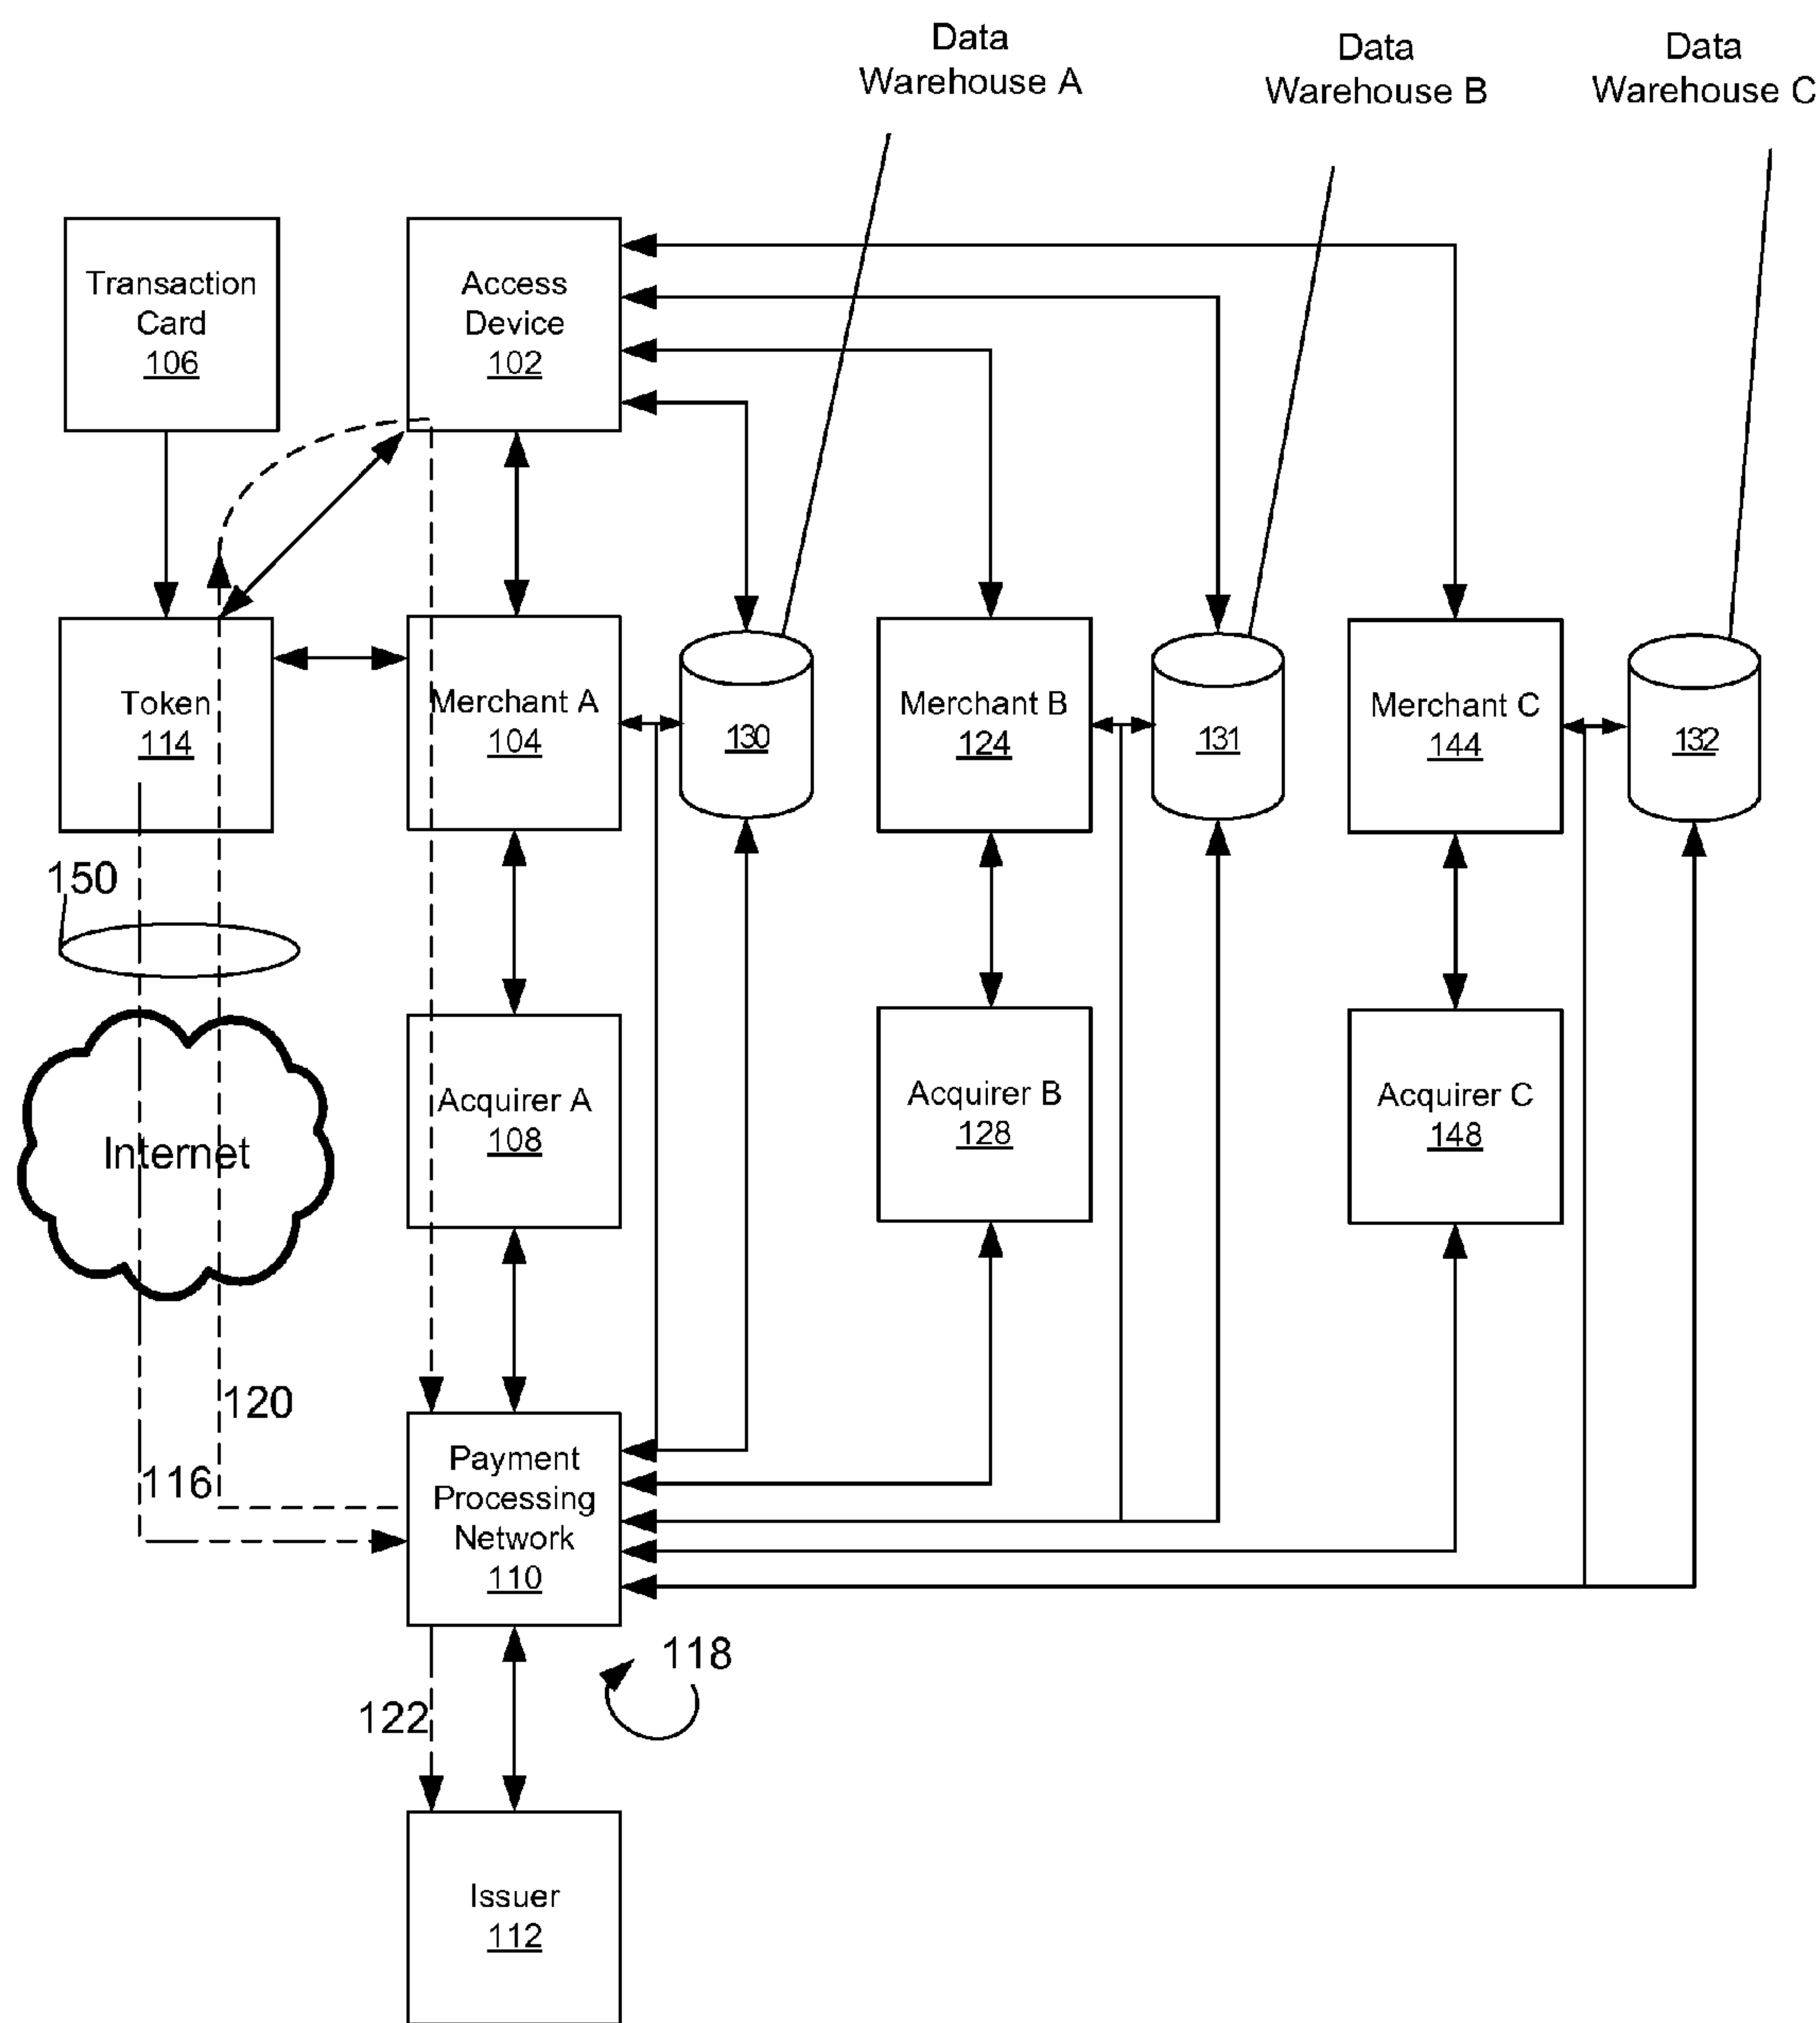 Data
Warehouse A
Data
Warehouse B
Data
Warehouse C
Transaction
Card
106
Access
Device
102
Token
114
Merchant A
104
130
Merchant B
124
131
Merchant C
144
132
150
Internet
Acquirer A
108
Acquirer B
128
Acquirer C
148
120
116
Payment
Processing
Network
110
118
122
Issuer
112